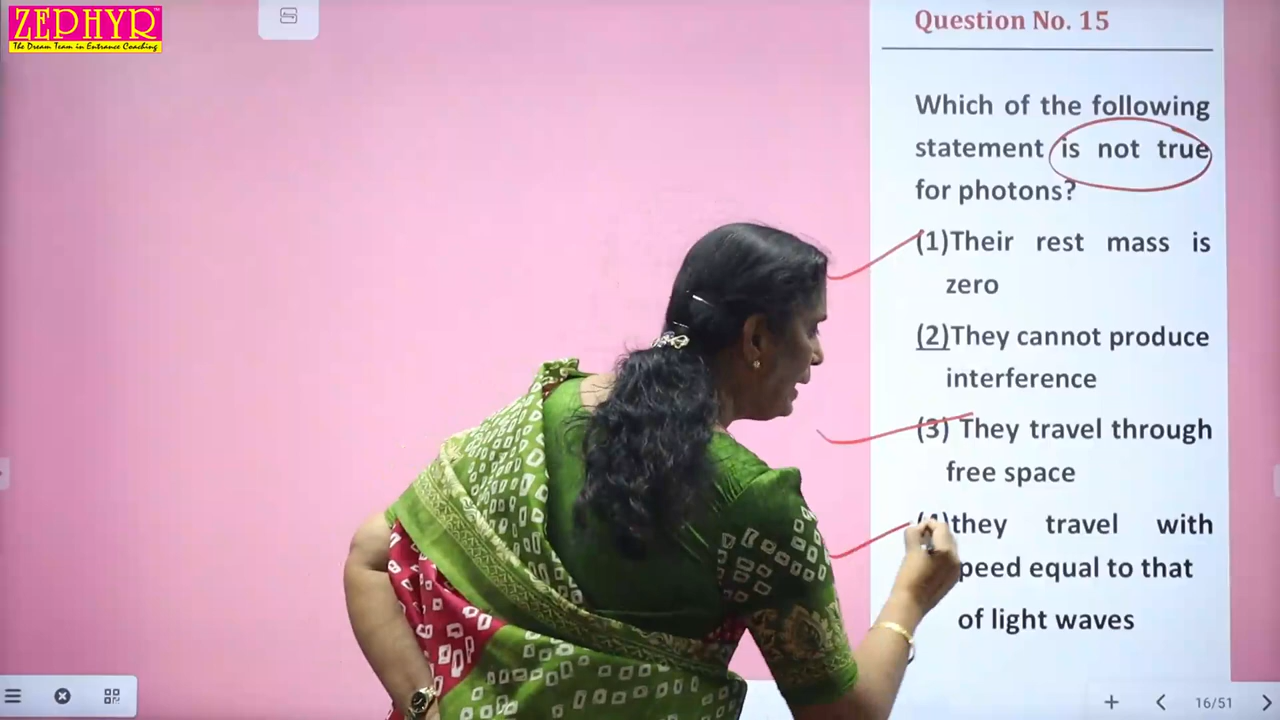 ZEPHYR
The Dream Team in Entrance Coaching
Question No. 15
Which of the following
statement is not true
for photons?
(1)Their rest mass is
zero
(2)They cannot produce
interference
(3) They travel through
free space
(4)they travel with
peed equal to that
of light waves
16/51